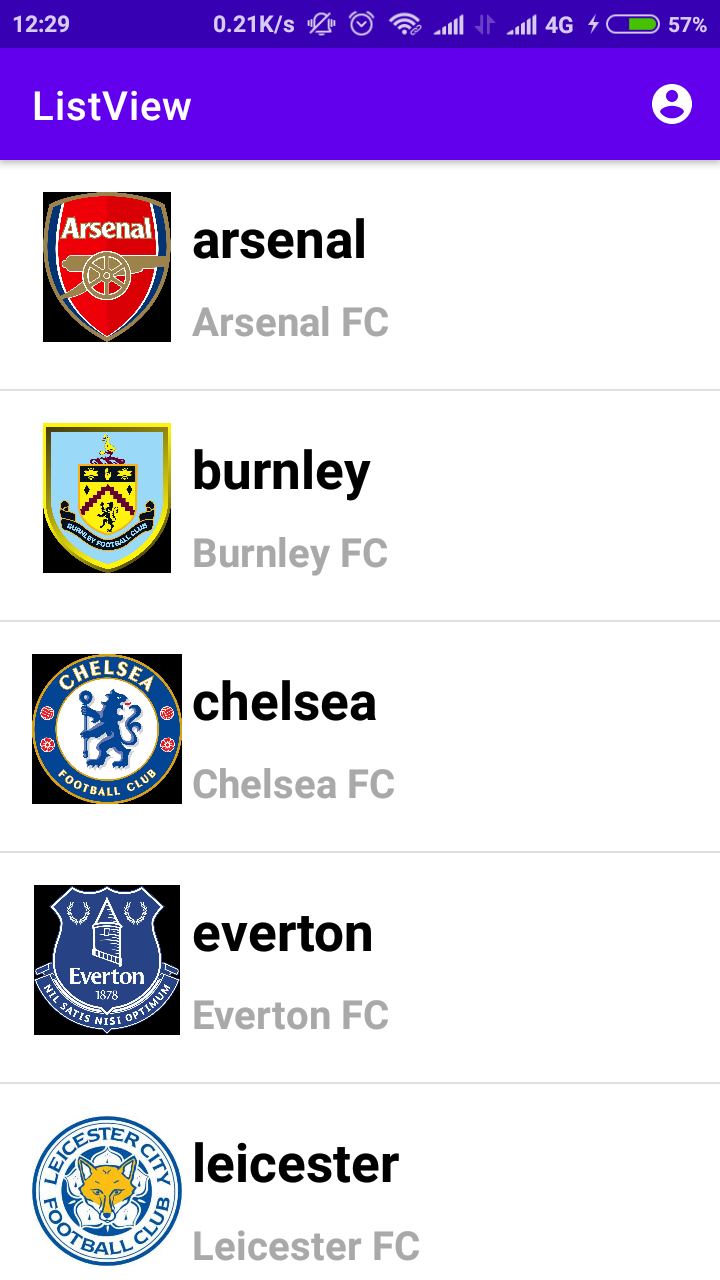 12:29 0.21K/s 4G 57%
ListView
Arsenal
arsenal
Arsenal FC
BURNLEY FOOTBALL CLUB
burnley
Burnley FC
CHELSEA
FOOTBALL CLUB
chelsea
Chelsea FC
Everton
1878
NIL SATIS NISI OPTIMUM
everton
Everton FC
LEICESTER CITY
FOOTBALL CLUB
leicester
Leicester FC